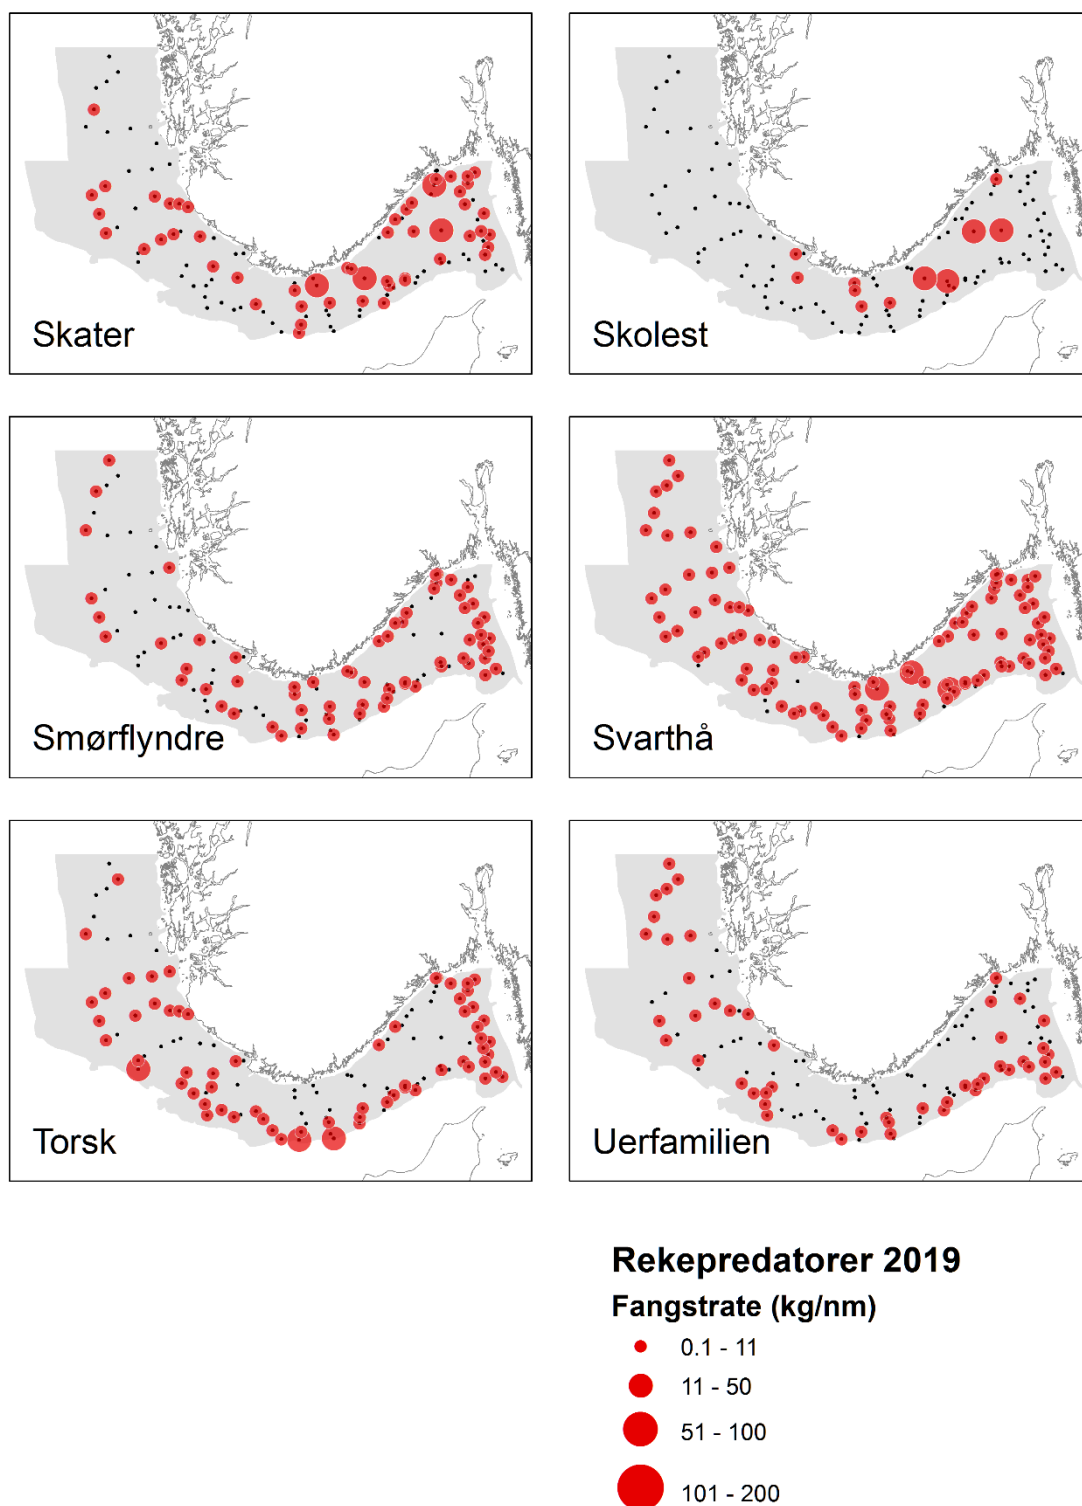 Skater
Skolest
Smørflyndre
Svarthå
Torsk
Uerfamilien
Rekepredatorer 2019
Fangstrate (kg/nm)
0.1 - 11
11 - 50
51 - 100
101 - 200